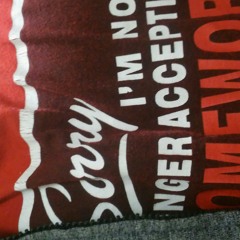 Sorry
I'M NO
NGER ACCEPTI
OMEWOR